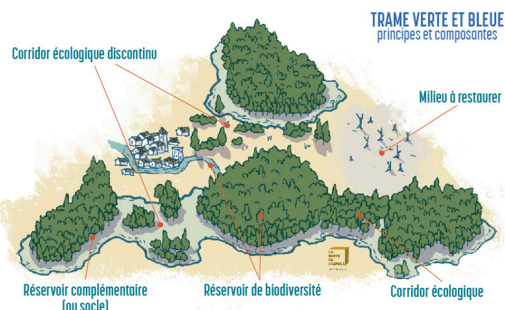 TRAME VERTE ET BLEUE
principes et composantes
Corridor écologique discontinu
Milieu à restaurer
Réservoir complémentaire
(ou socle)
Réservoir de biodiversité
Corridor écologique